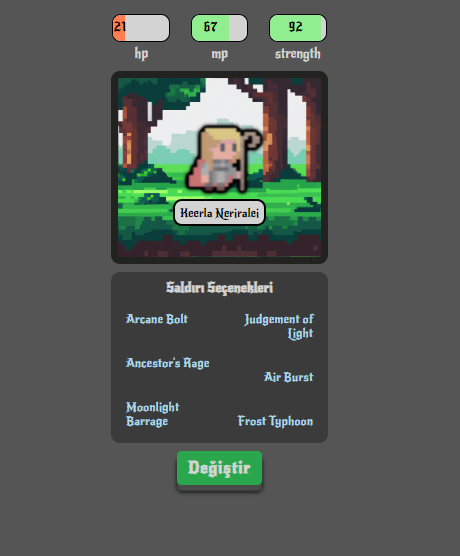 21 67 92
hp mp strength
Keerla Neriralei
Saldırı Seçenekleri
Arcane Bolt
Judgement of
Light
Ancestor's Rage
Air Burst
Moonlight
Barrage
Frost Typhoon
Değiştir